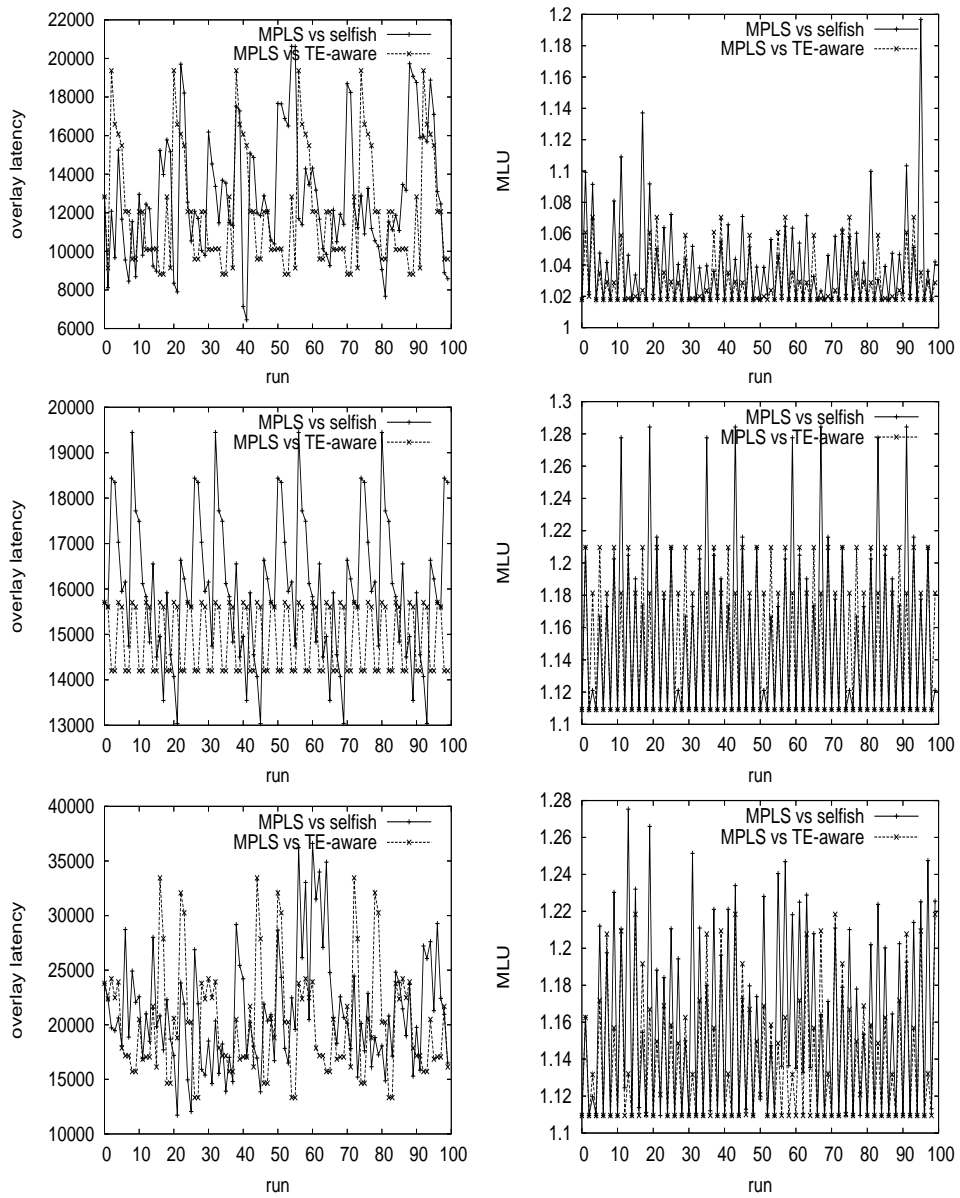 22000
20000
18000
16000
14000
12000
10000
8000
6000
overlay latency
MPLS vs selfish
MPLS vs TE-aware
0 10 20 30 40 50 60 70 80 90 100
run
1.2
1.18
1.16
1.14
1.12
1.1
1.08
1.06
1.04
1.02
1
MLU
MPLS vs selfish
MPLS vs TE-aware
0 10 20 30 40 50 60 70 80 90 100
run
20000
19000
18000
17000
16000
15000
14000
13000
overlay latency
MPLS vs selfish
MPLS vs TE-aware
0 10 20 30 40 50 60 70 80 90 100
run
1.3
1.28
1.26
1.24
1.22
1.2
1.18
1.16
1.14
1.12
1.1
MLU
MPLS vs selfish
MPLS vs TE-aware
0 10 20 30 40 50 60 70 80 90 100
run
40000
35000
30000
25000
20000
15000
10000
overlay latency
MPLS vs selfish
MPLS vs TE-aware
0 10 20 30 40 50 60 70 80 90 100
run
1.28
1.26
1.24
1.22
1.2
1.18
1.16
1.14
1.12
1.1
MLU
MPLS vs selfish
MPLS vs TE-aware
0 10 20 30 40 50 60 70 80 90 100
run